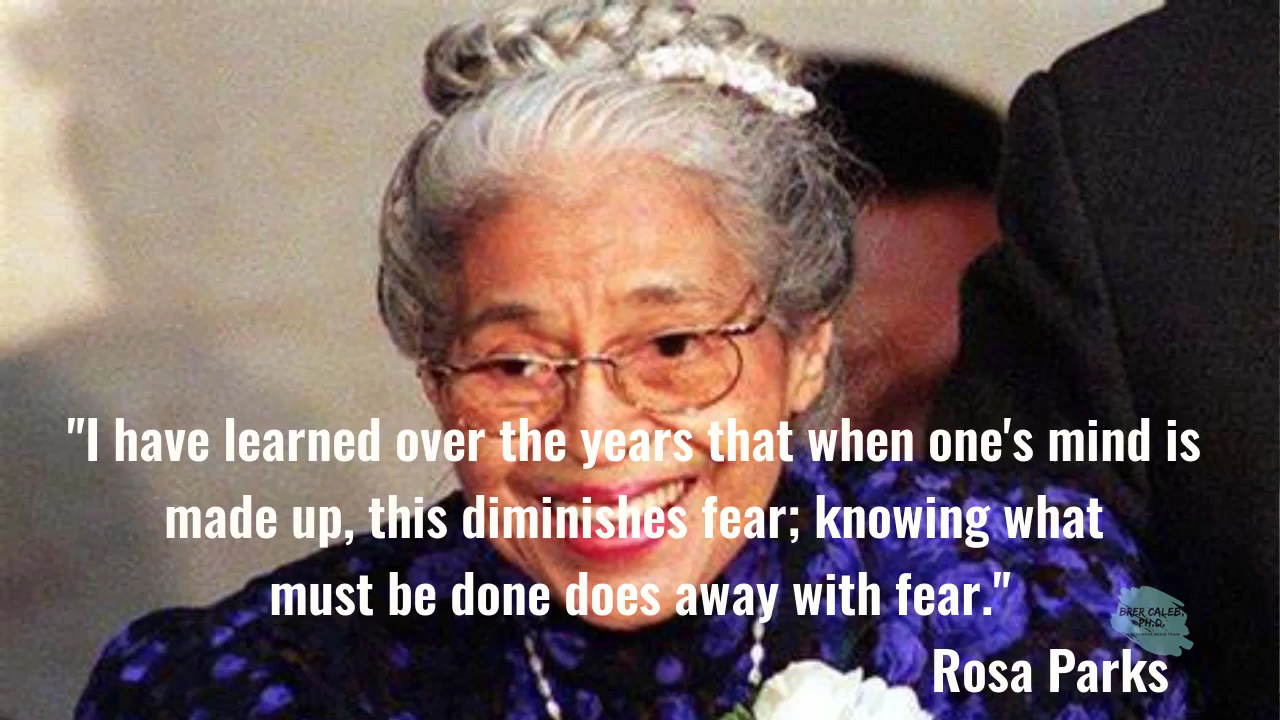 "I have learned over the years that when one's mind is
made up, this diminishes fear; knowing what
must be done does away with fear."
BRER CALEB,
PH.D.
Rosa Parks